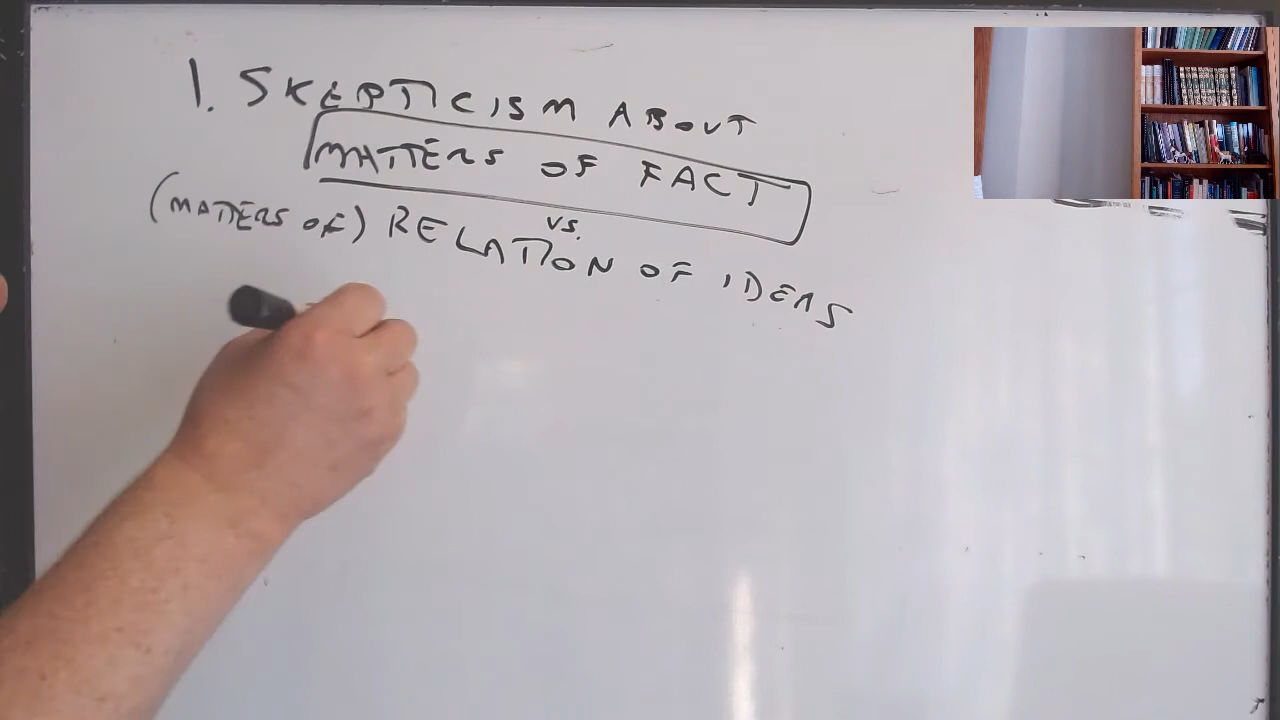 1. SKEPTICISM ABOUT
MATTERS OF FACT
vs.
(MATTERS OF) RELATION OF IDEAS